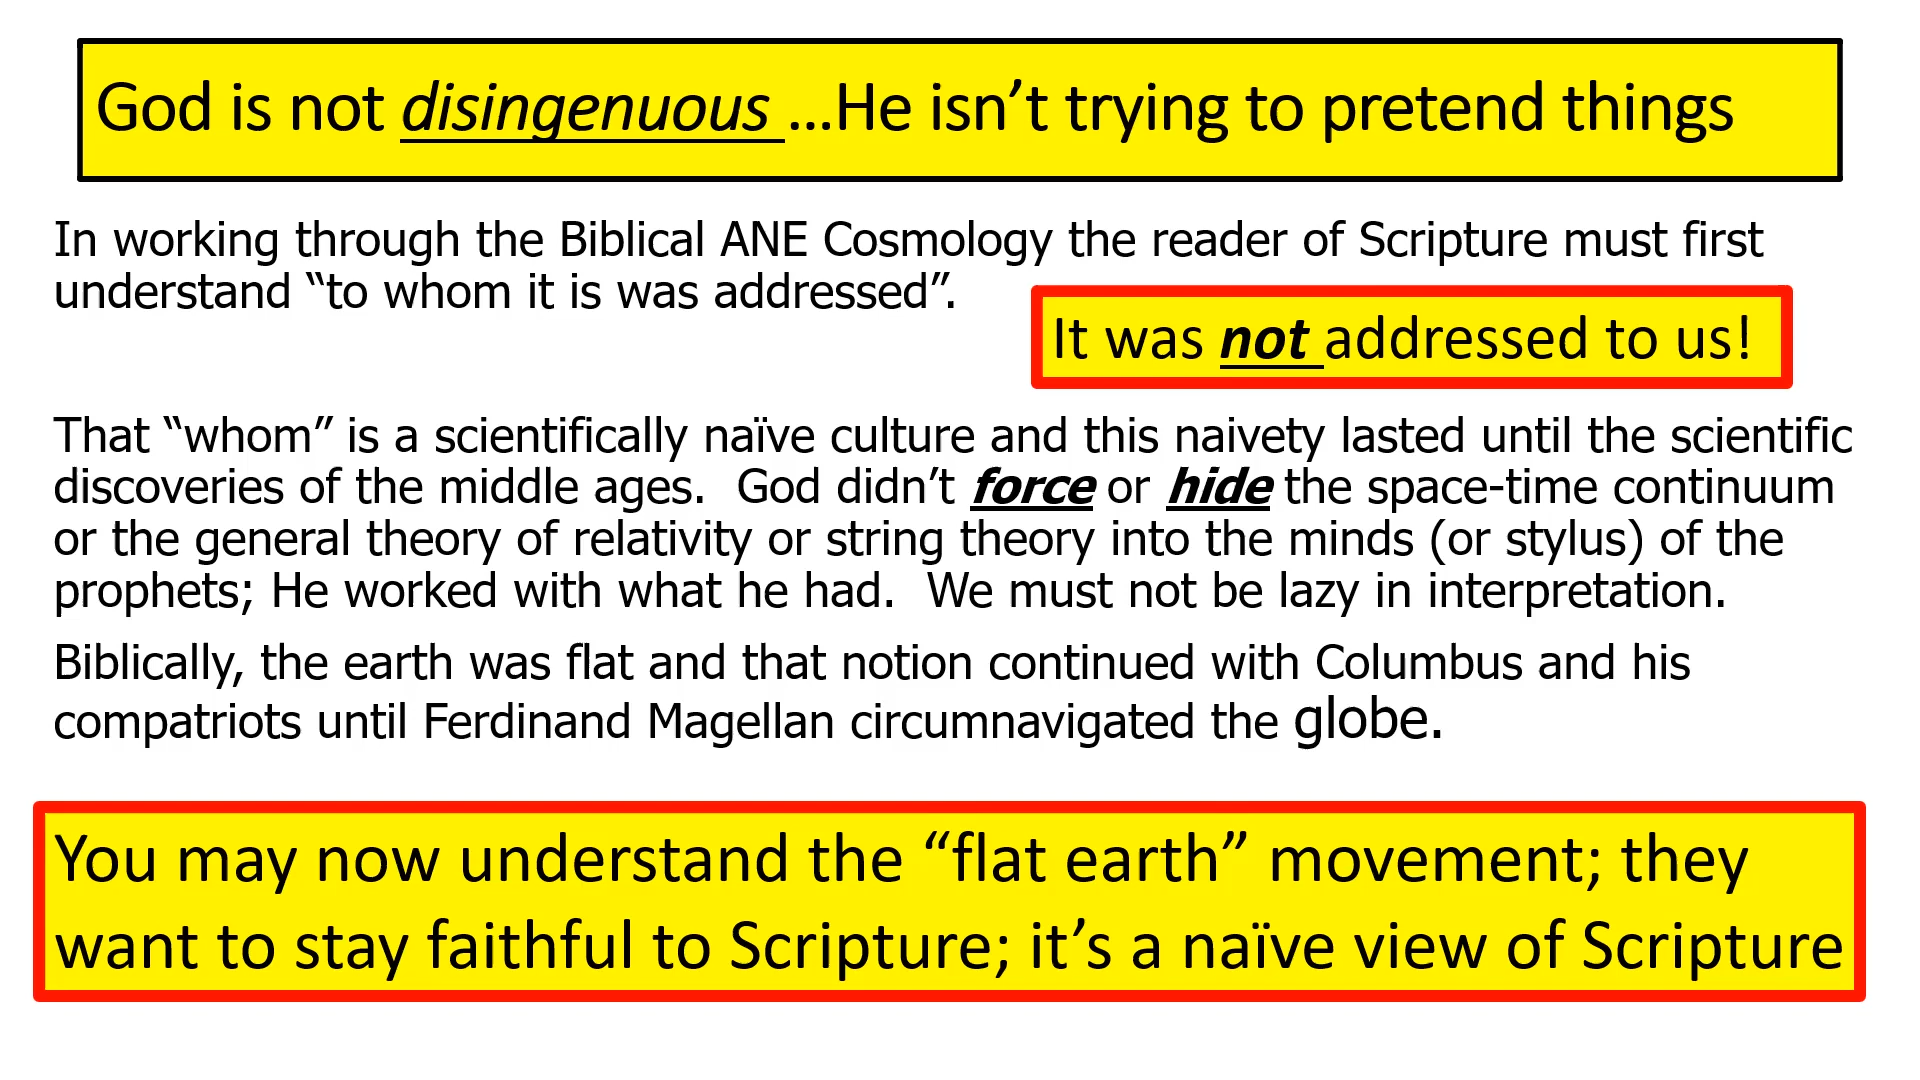 God is not disingenuous …He isn’t trying to pretend things
In working through the Biblical ANE Cosmology the reader of Scripture must first
understand “to whom it is was addressed”.
It was not addressed to us!
That “whom” is a scientifically naïve culture and this naivety lasted until the scientific
discoveries of the middle ages.  God didn’t force or hide the space-time continuum
or the general theory of relativity or string theory into the minds (or stylus) of the
prophets; He worked with what he had.  We must not be lazy in interpretation.
Biblically, the earth was flat and that notion continued with Columbus and his
compatriots until Ferdinand Magellan circumnavigated the globe.
You may now understand the “flat earth” movement; they
want to stay faithful to Scripture; it’s a naïve view of Scripture